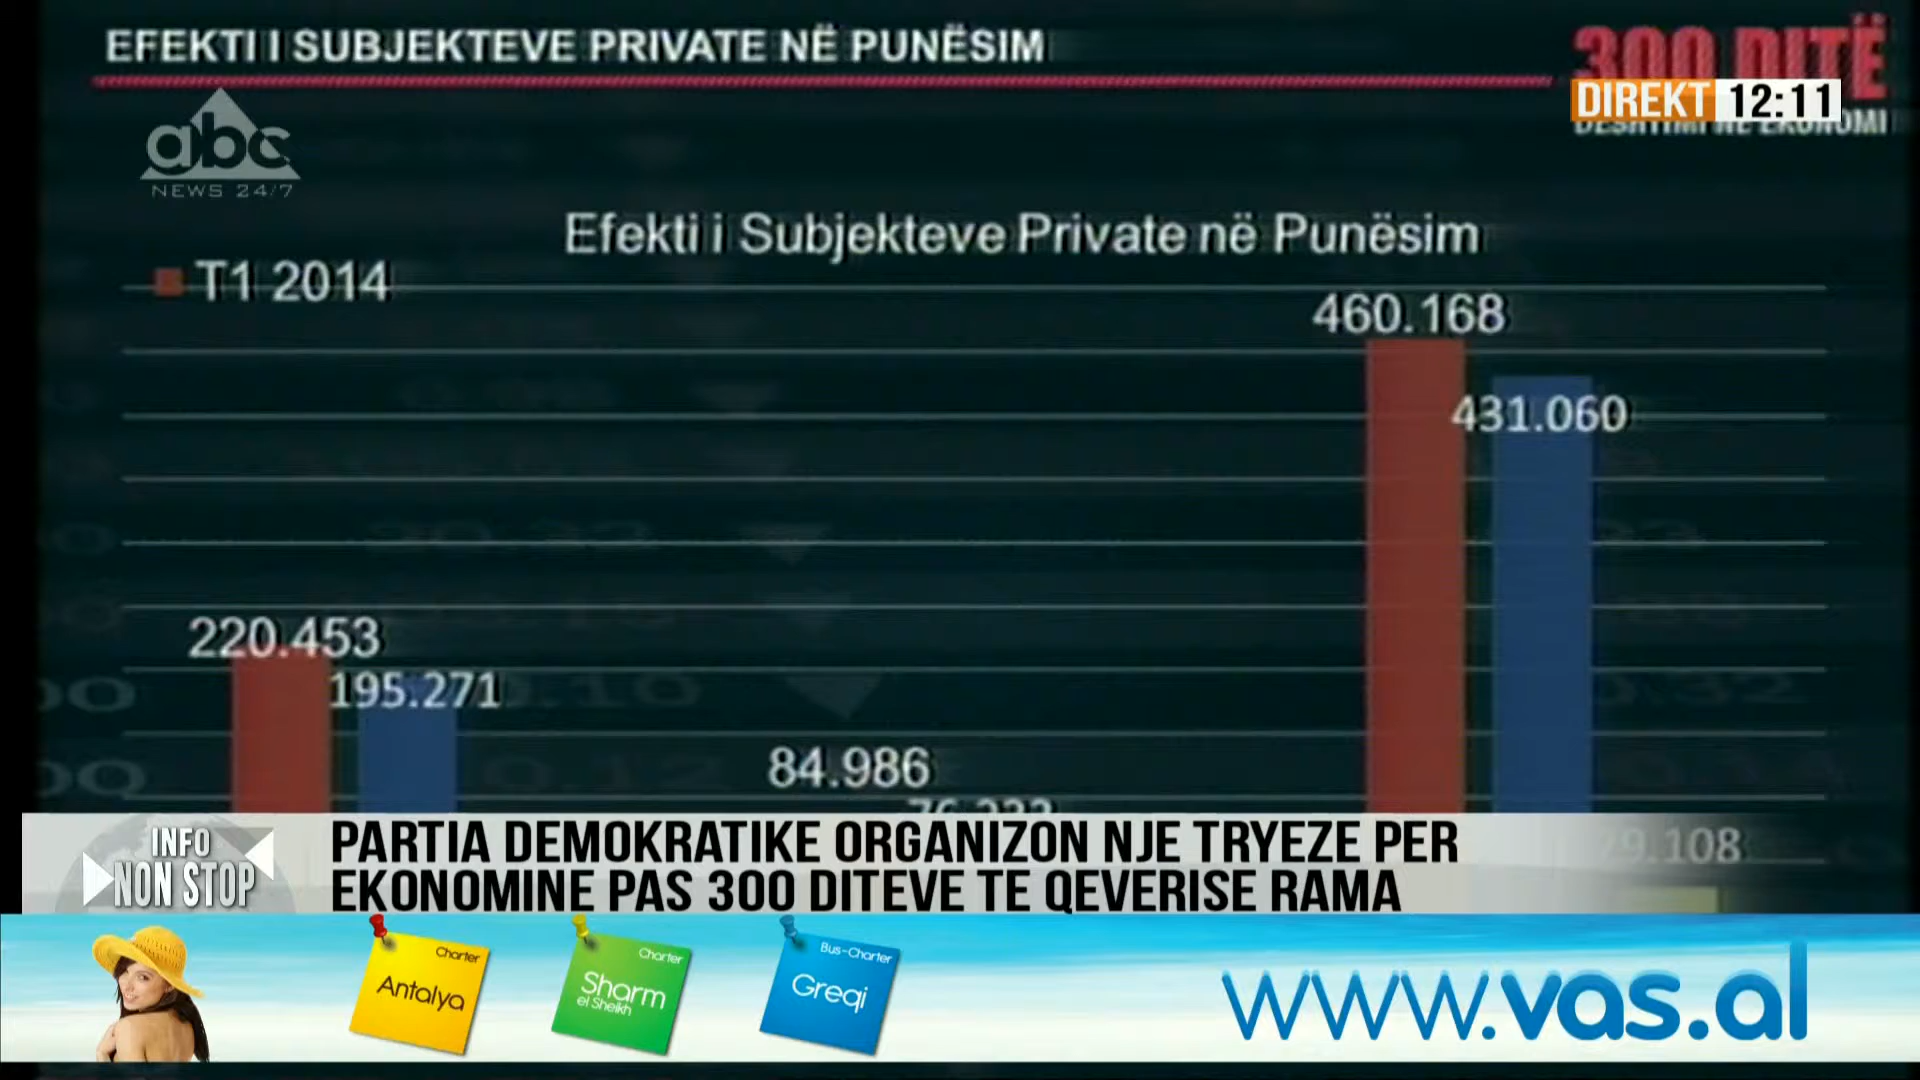 EFEKTI I SUBJEKTEVE PRIVATE NË PUNËSIM
300 DITË
DIREKT 12:11
abc
NEWS 24/7
Efekti i Subjekteve Private në Punësim
T1 2014
460.168
431.060
220.453
195.271
84.986
INFO
NON STOP
PARTIA DEMOKRATIKE ORGANIZON NJE TRYEZE PER
EKONOMINE PAS 300 DITEVE TE QEVERISE RAMA
Charter
Antalya
Charter
Sharm
el Sheikh
Bus-Charter
Greqi
www.vas.al